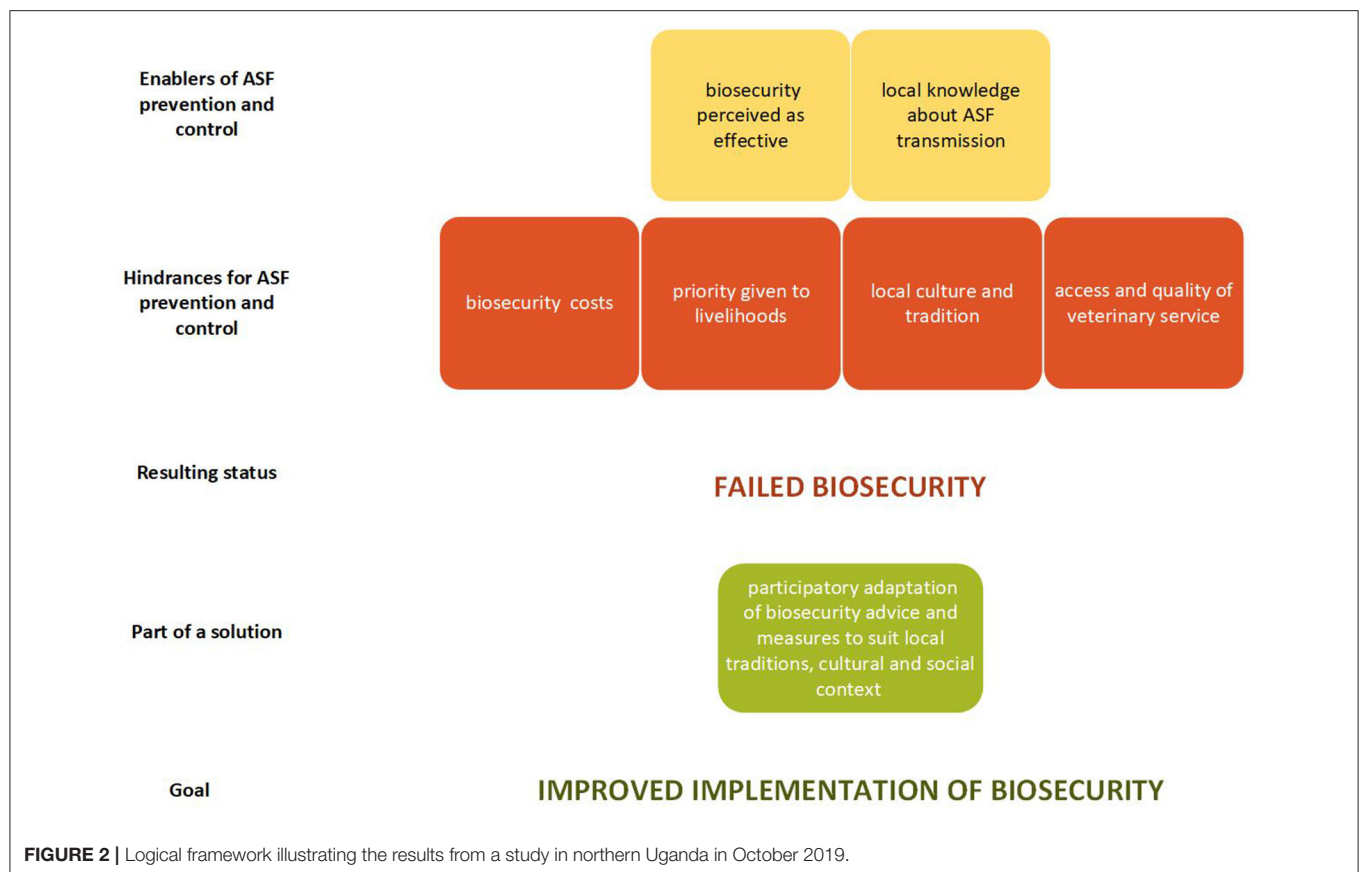 Enablers of ASF
prevention and
control
biosecurity
perceived as
effective
local knowledge
about ASF
transmission
Hindrances for ASF
prevention and
control
biosecurity costs
priority given to
livelihoods
local culture and
tradition
access and quality of
veterinary service
Resulting status
FAILED BIOSECURITY
Part of a solution
participatory adaptation
of biosecurity advice and
measures to suit local
traditions, cultural and social
context
Goal
IMPROVED IMPLEMENTATION OF BIOSECURITY
FIGURE 2 | Logical framework illustrating the results from a study in northern Uganda in October 2019.